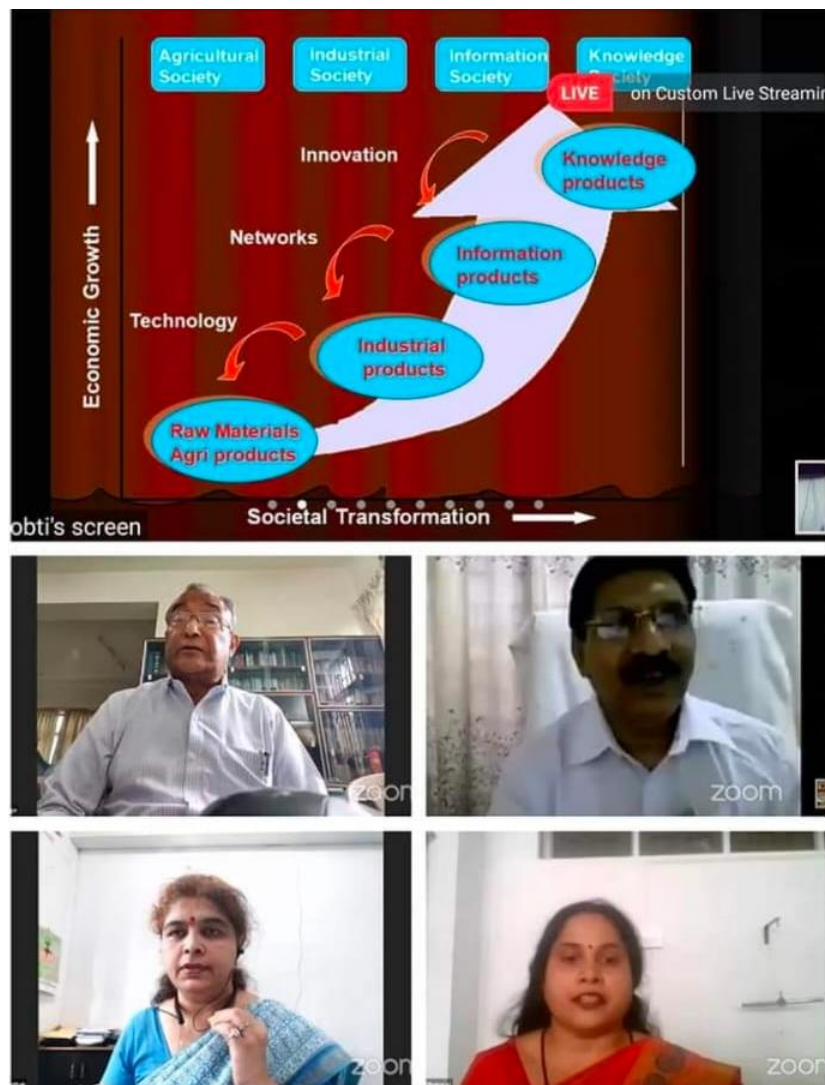 Agricultural
Society
Industrial
Society
Information
Society
Knowledge
Society
LIVE on Custom Live Streamin
Innovation
Knowledge
products
Networks
Information
products
Technology
Industrial
products
Economic Growth
Raw Materials
Agri products
obti's screen
Societal Transformation
zoom
zoom
zoom
zoom